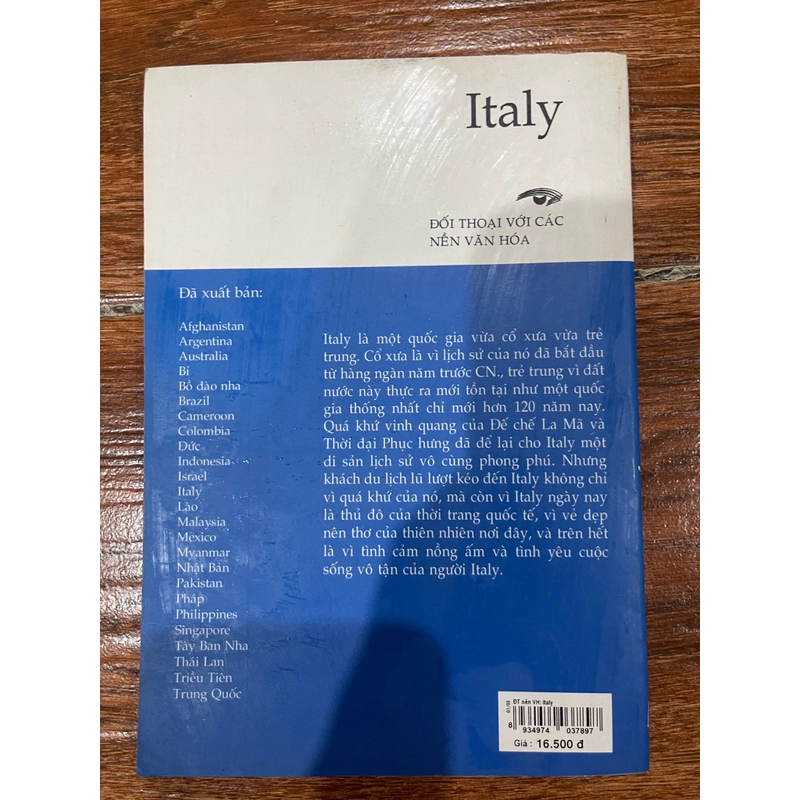 Italy
ĐỐI THOẠI VỚI CÁC
NỀN VĂN HÓA
Đã xuất bản:
Afghanistan
Argentina
Australia
Bỉ
Bồ đào nha
Brazil
Cameroon
Colombia
Đức
Indonesia
Israel
Italy
Lào
Malaysia
Mexico
Myanmar
Nhật Bản
Pakistan
Pháp
Philippines
Singapore
Tây Ban Nha
Thái Lan
Triều Tiên
Trung Quốc
Italy là một quốc gia vừa cổ xưa vừa trẻ
trung. Cổ xưa là vì lịch sử của nó đã bắt đầu
từ hàng ngàn năm trước CN., trẻ trung vì đất
nước này thực ra mới tồn tại như một quốc
gia thống nhất chỉ mới hơn 120 năm nay.
Quá khứ vinh quang của Đế chế La Mã và
Thời đại Phục hưng đã để lại cho Italy một
di sản lịch sử vô cùng phong phú. Nhưng
khách du lịch lũ lượt kéo đến Italy không chỉ
vì quá khứ của nó, mà còn vì Italy ngày nay
là thủ đô của thời trang quốc tế, vì vẻ đẹp
nên thơ của thiên nhiên nơi đây, và trên hết
là vì tình cảm nồng ấm và tình yêu cuộc
sống vô tận của người Italy.
ĐT nền VH: Italy
8 934974 037897
Giá : 16.500 đ